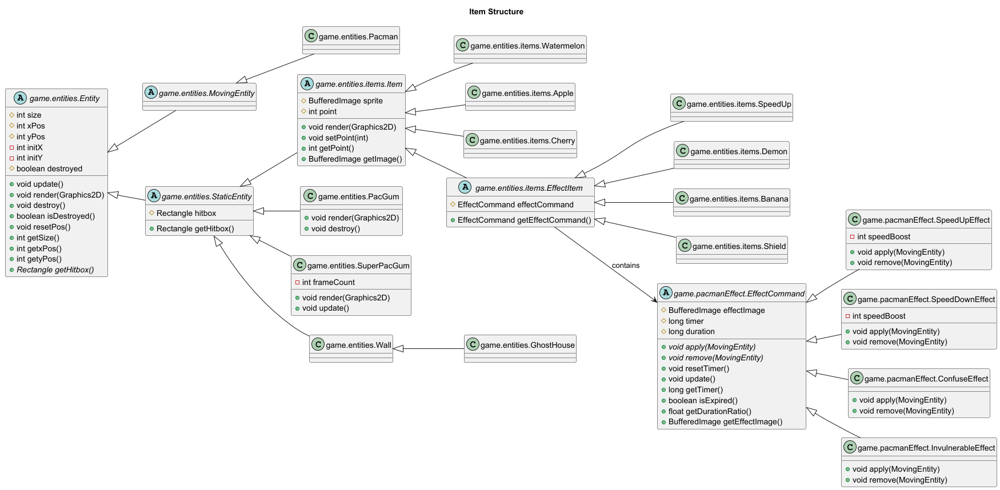 Item Structure
A game.entities.Entity
int size
int xPos
int yPos
int initX
int initY
boolean destroyed
void update()
void render(Graphics2D)
void destroy()
boolean isDestroyed()
void resetPos()
int getSize()
int getxPos()
int getyPos()
Rectangle getHitbox()
A game.entities.MovingEntity
A game.entities.StaticEntity
Rectangle hitbox
Rectangle getHitbox()
C game.entities.Pacman
A game.entities.items.Item
BufferedImage sprite
int point
void render(Graphics2D)
void setPoint(int)
int getPoint()
BufferedImage getImage()
C game.entities.PacGum
void render(Graphics2D)
void destroy()
C game.entities.SuperPacGum
int frameCount
void render(Graphics2D)
void update()
C game.entities.Wall
C game.entities.GhostHouse
C game.entities.items.Watermelon
C game.entities.items.Apple
C game.entities.items.Cherry
A game.entities.items.EffectItem
EffectCommand effectCommand
EffectCommand getEffectCommand()
C game.entities.items.SpeedUp
C game.entities.items.Demon
C game.entities.items.Banana
C game.entities.items.Shield
contains
A game.pacmanEffect.EffectCommand
BufferedImage effectImage
long timer
long duration
void apply(MovingEntity)
void remove(MovingEntity)
void resetTimer()
void update()
long getTimer()
boolean isExpired()
float getDurationRatio()
BufferedImage getEffectImage()
C game.pacmanEffect.SpeedUpEffect
int speedBoost
void apply(MovingEntity)
void remove(MovingEntity)
C game.pacmanEffect.SpeedDownEffect
int speedBoost
void apply(MovingEntity)
void remove(MovingEntity)
C game.pacmanEffect.ConfuseEffect
void apply(MovingEntity)
void remove(MovingEntity)
C game.pacmanEffect.InvulnerableEffect
void apply(MovingEntity)
void remove(MovingEntity)